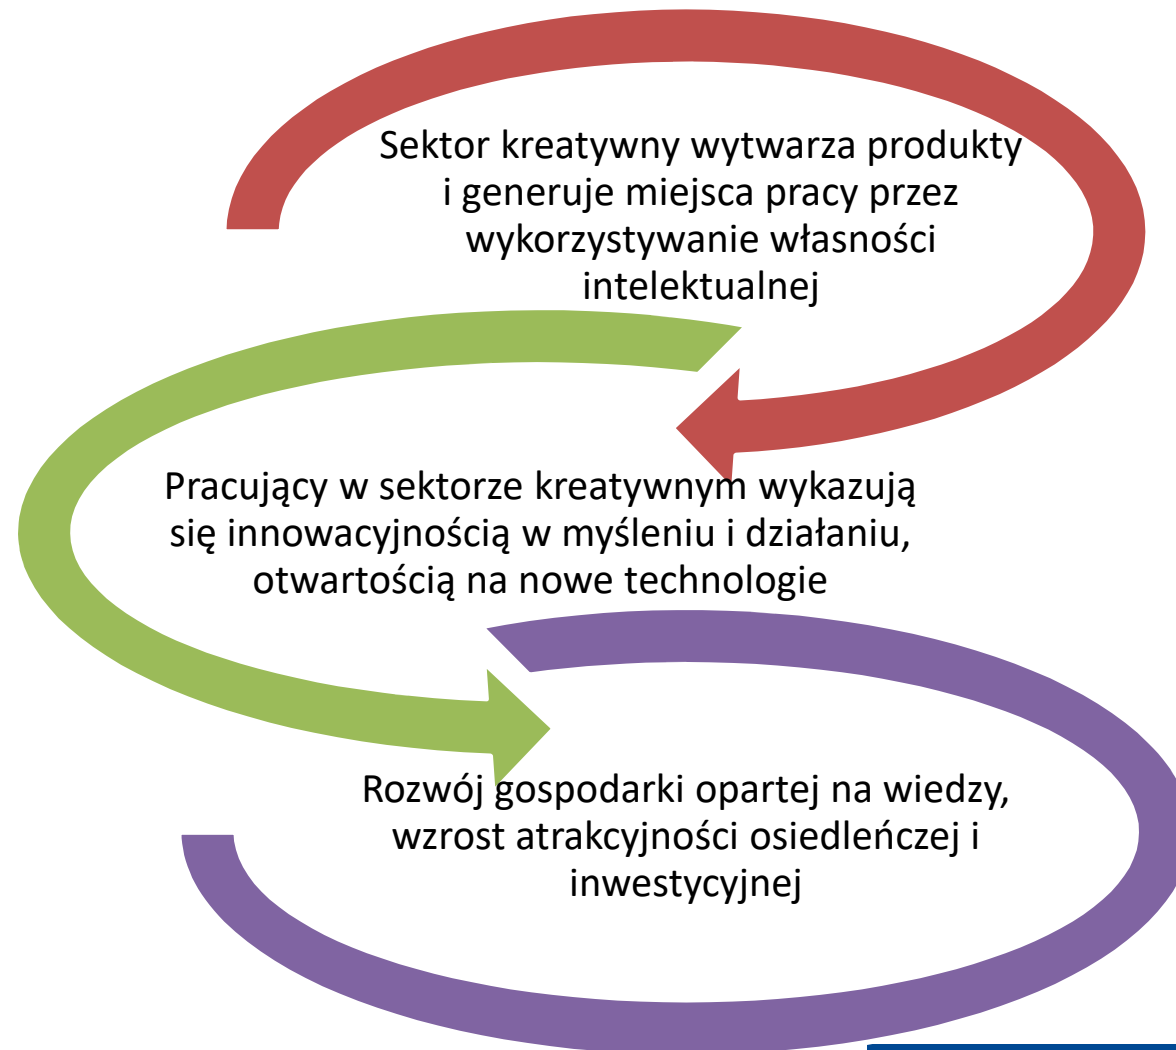 Sektor kreatywny wytwarza produkty
i generuje miejsca pracy przez
wykorzystywanie własności
intelektualnej
Pracujący w sektorze kreatywnym wykazują
się innowacyjnością w myśleniu i działaniu,
otwartością na nowe technologie
Rozwój gospodarki opartej na wiedzy,
wzrost atrakcyjności osiedleńczej i
inwestycyjnej